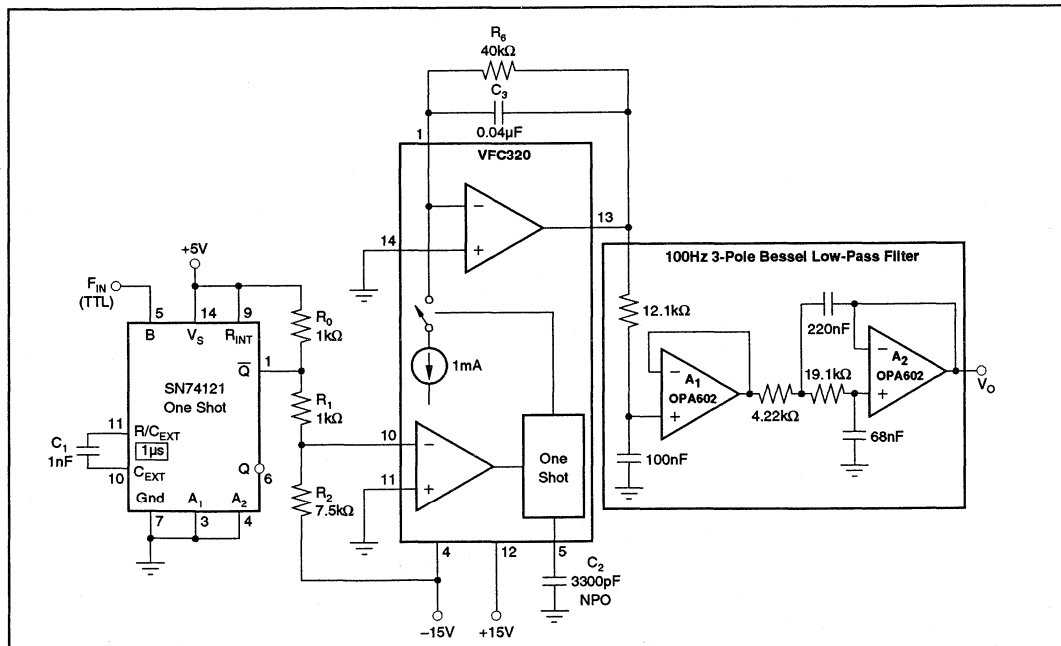 R6
40kΩ
C3
0.04µF
1
VFC320
−
+
14
13
+5V
FIN
(TTL)
5
14
9
B
VS
RINT
R0
1kΩ
Q
1
SN74121
One Shot
R1
1kΩ
11
R/CEXT
C1
1nF
1µs
10
CEXT
Q
6
Gnd
A1
A2
7
3
4
R2
7.5kΩ
1mA
10
−
11
+
One
Shot
4
12
5
C2
3300pF
NPO
−15V
+15V
100Hz 3-Pole Bessel Low-Pass Filter
12.1kΩ
−
A1
OPA602
+
100nF
4.22kΩ
220nF
19.1kΩ
−
A2
OPA602
+
68nF
VO